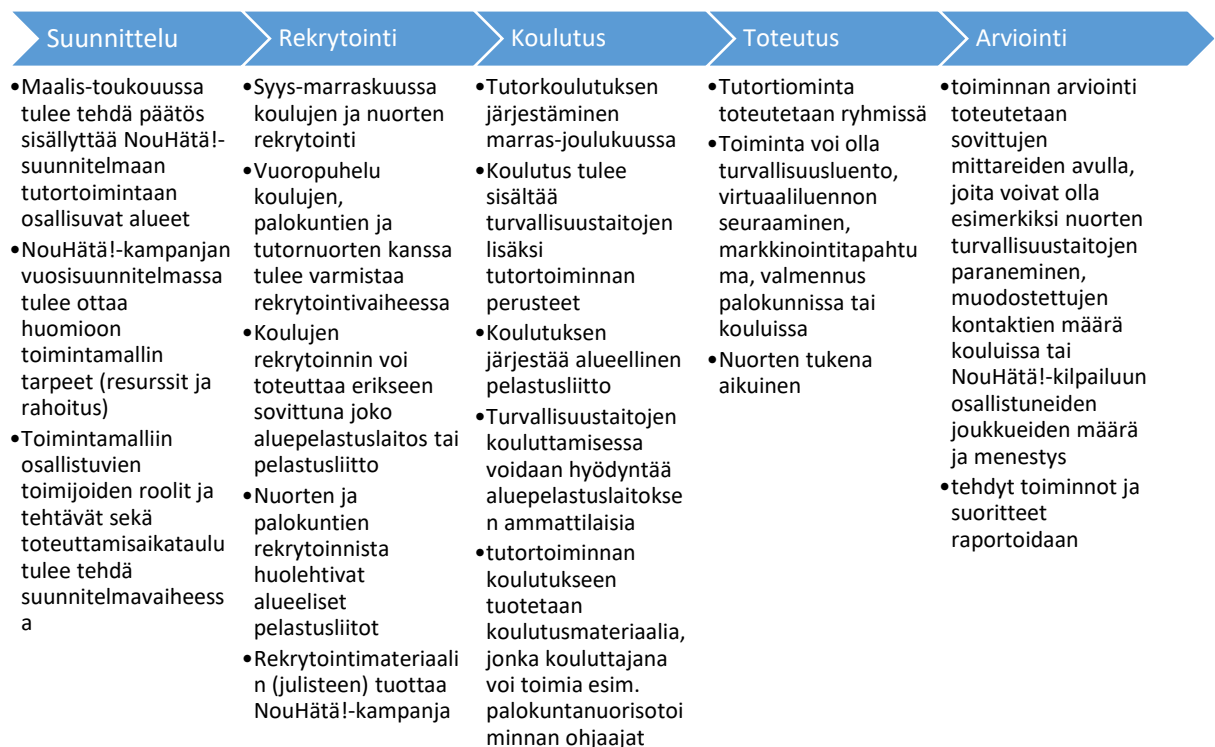 Suunnittelu
Rekrytointi
Koulutus
Toteutus
Arviointi
•Maalis-toukouussa
tulee tehdä päätös
sisällyttää NouHätä!-
suunnitelmaan
tutortoimintaan
osallisuvat alueet
•NouHätä!-kampanjan
vuosisuunnitelmassa
tulee ottaa
huomioon
toimintamallin
tarpeet (resurssit ja
rahoitus)
•Toimintamalliin
osallistuvien
toimijoiden roolit ja
tehtävät sekä
toteuttamisaikataulu
tulee tehdä
suunnitelmavaiheess
a
•Syys-marraskuussa
koulujen ja nuorten
rekrytointi
•Vuoropuhelu
koulujen,
palokuntien ja
tutornuorten kanssa
tulee varmistaa
rekrytointivaiheessa
•Koulujen
rekrytoinnin voi
toteuttaa erikseen
sovittuna joko
aluepelastuslaitos tai
pelastusliitto
•Nuorten ja
palokuntien
rekrytoinnista
huolehtivat
alueeliset
pelastusliitot
•Rekrytointimateriaali
n (julisteen) tuottaa
NouHätä!-kampanja
•Tutorkoulutuksen
järjestäminen
marras-joulukuussa
•Koulutus tulee
sisältää
turvallisuustaitojen
lisäksi
tutortoiminnan
perusteet
•Koulutuksen
järjestää alueellinen
pelastusliitto
•Turvallisuustaitojen
kouluttamisessa
voidaan hyödyntää
aluepelastuslaitokse
n ammattilaisia
•tutortoiminnan
koulutukseen
tuotetaan
koulutusmateriaalia,
jonka kouluttajana
voi toimia esim.
palokuntanuorisotoi
minnan ohjaajat
•Tutortiominta
toteutetaan ryhmissä
•Toiminta voi olla
turvallisuusluento,
virtuaaliluennon
seuraaminen,
markkinointitapahtu
ma, valmennus
palokunnissa tai
kouluissa
•Nuorten tukena
aikuinen
•toiminnan arviointi
toteutetaan
sovittujen
mittareiden avulla,
joita voivat olla
esimerkiksi nuorten
turvallisuustaitojen
paraneminen,
muodostettujen
kontaktien määrä
kouluissa tai
NouHätä!-kilpailuun
osallistuneiden
joukkueiden määrä
ja menestys
•tehdyt toiminnot ja
suoritteet
raportoidaan